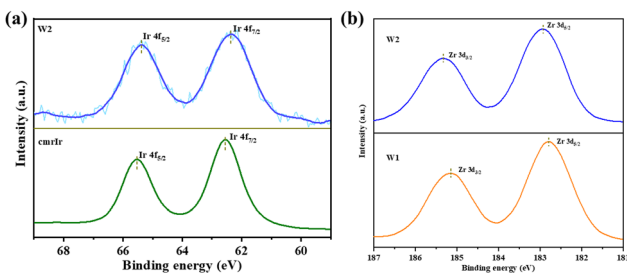 (a)
W2
Ir 4f5/2
Ir 4f7/2
cmrIr
Ir 4f5/2
Ir 4f7/2
Intensity (a.u.)
68 66 64 62 60
Binding energy (eV)
(b)
W2
Zr 3d3/2
Zr 3d5/2
W1
Zr 3d3/2
Zr 3d5/2
Intensity (a.u.)
187 186 185 184 183 182 181
Binding energy (eV)